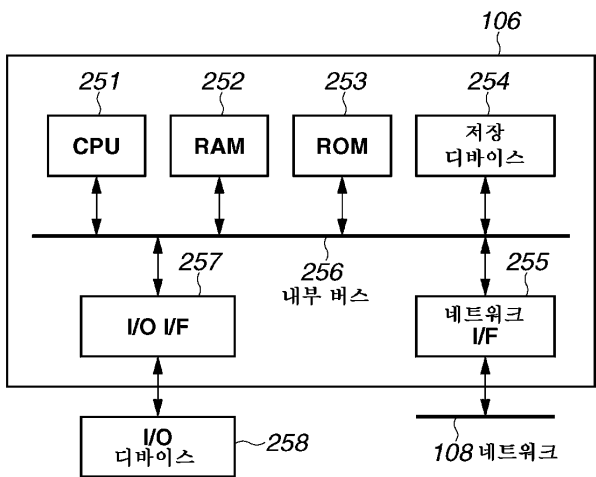 106
251
252
253
254
CPU
RAM
ROM
저장
디바이스
257
256
내부 버스
255
I/O I/F
네트워크
I/F
I/O
디바이스
258
108 네트워크